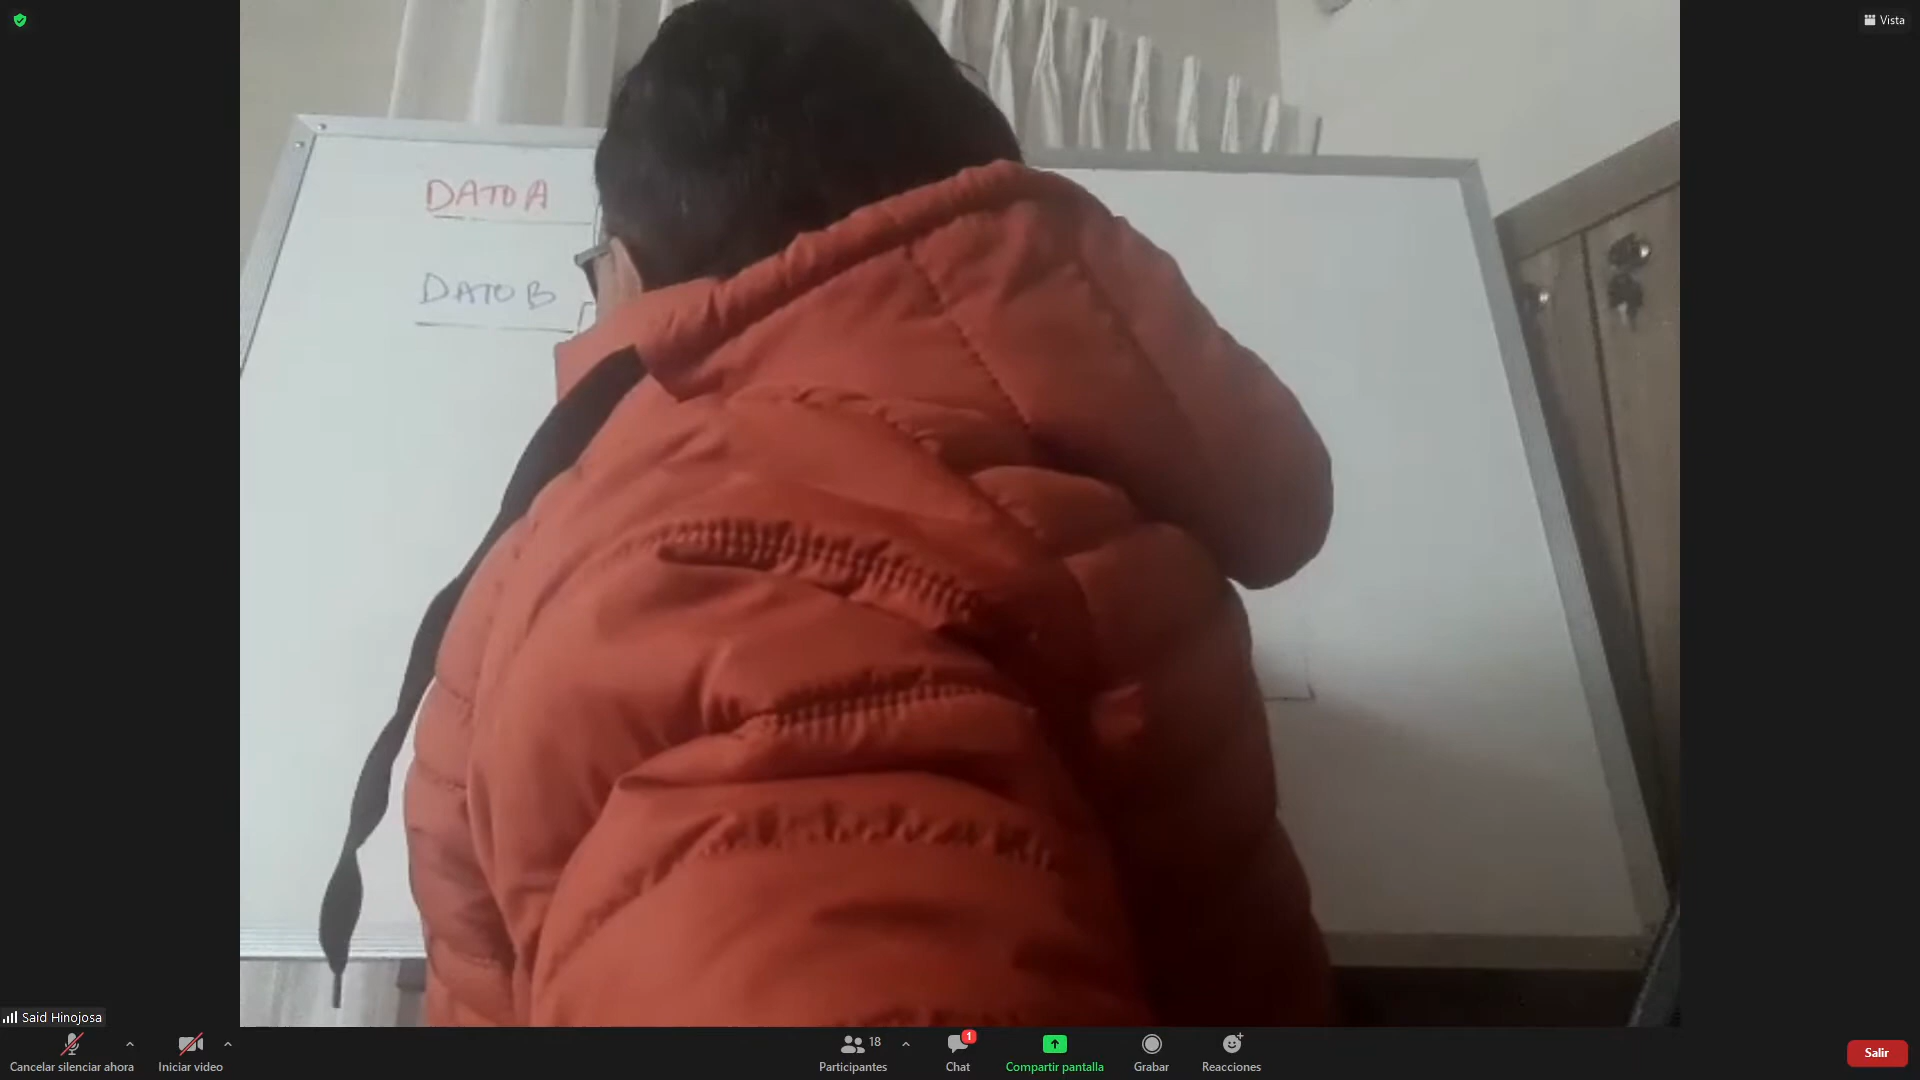 Vista
DATO A
DATO B
Said Hinojosa
Cancelar silenciar ahora
Iniciar video
18
Participantes
1
Chat
Compartir pantalla
Grabar
Reacciones
Salir